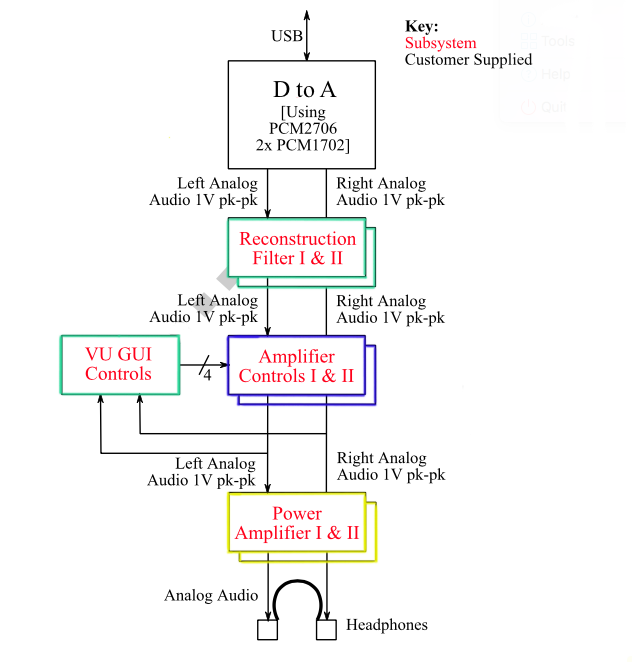 USB
Key:
Subsystem
Customer Supplied
Tools
Help
Quit
D to A
[Using
PCM2706
2x PCM1702]
Left Analog
Audio 1V pk-pk
Right Analog
Audio 1V pk-pk
Reconstruction
Filter I & II
Left Analog
Audio 1V pk-pk
Right Analog
Audio 1V pk-pk
VU GUI
Controls
4
Amplifier
Controls I & II
Left Analog
Audio 1V pk-pk
Right Analog
Audio 1V pk-pk
Power
Amplifier I & II
Analog Audio
Headphones